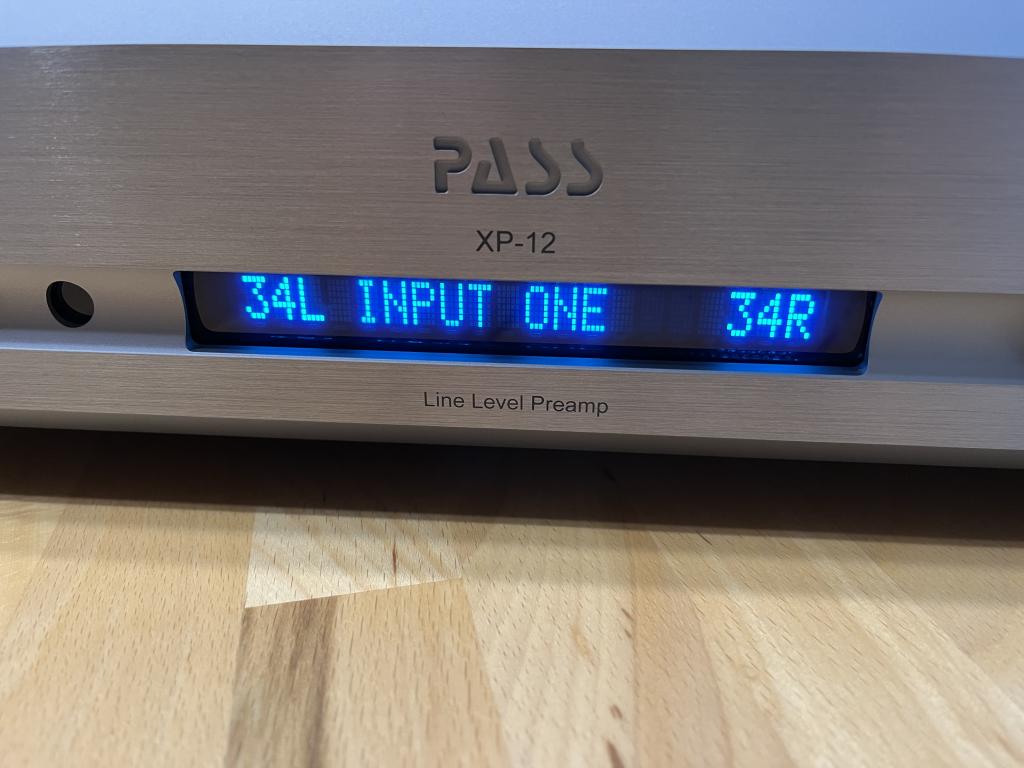 PASS
XP-12
34L INPUT ONE 34R
Line Level Preamp